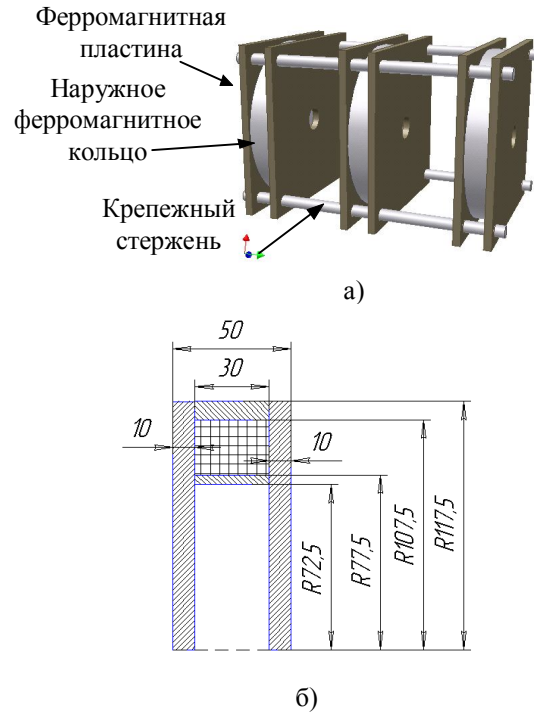 Ферромагнитная
пластина
Наружное
ферромагнитное
кольцо
Крепежный
стержень
а)
50
30
10
10
R72,5
R77,5
R107,5
R117,5
б)